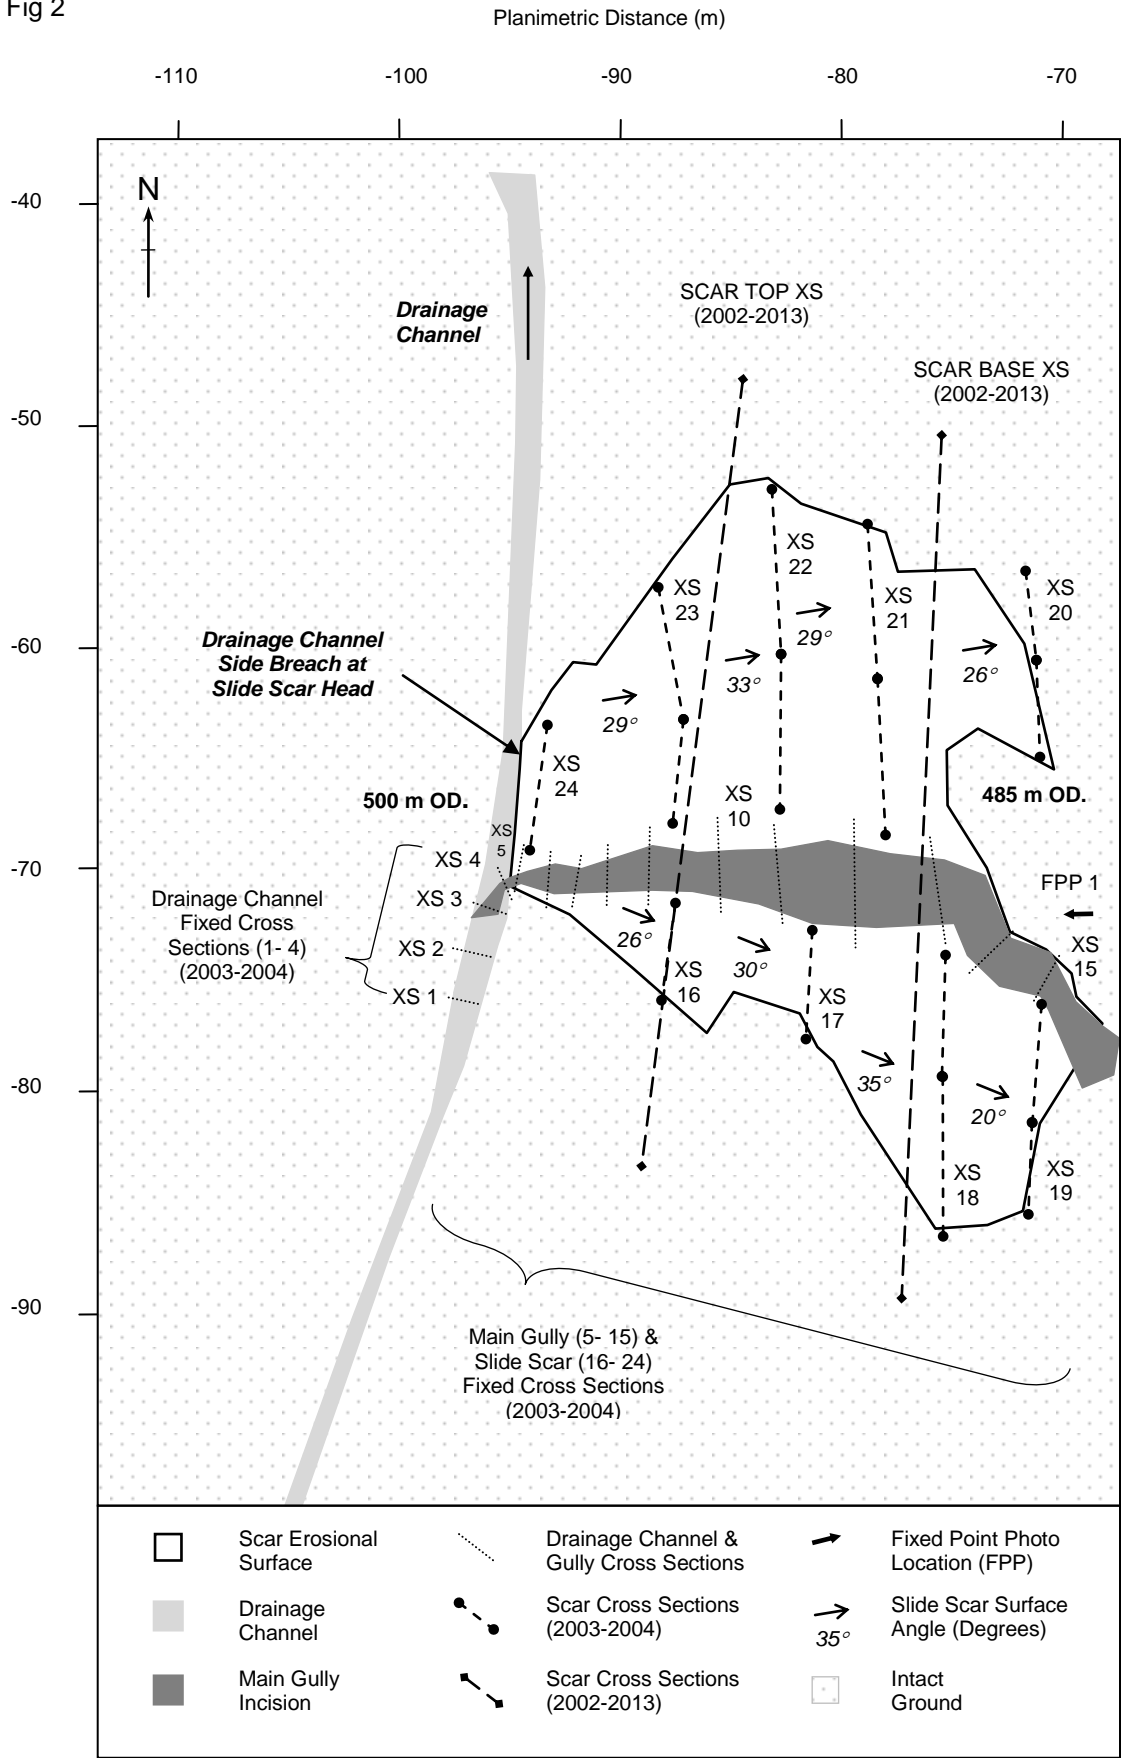 Fig 2
Planimetric Distance (m)
-110
-100
-90
-80
-70
-40
-50
-60
-70
-80
-90
N
Drainage
Channel
SCAR TOP XS
(2002-2013)
SCAR BASE XS
(2002-2013)
XS
22
XS
23
XS
21
XS
20
29°
33°
26°
29°
Drainage Channel
Side Breach at
Slide Scar Head
XS
24
XS
10
500 m OD.
485 m OD.
XS
5
XS 4
XS 3
XS 2
XS 1
Drainage Channel
Fixed Cross
Sections (1- 4)
(2003-2004)
FPP 1
XS
15
26°
30°
XS
16
XS
17
35°
20°
XS
18
XS
19
Main Gully (5- 15) &
Slide Scar (16- 24)
Fixed Cross Sections
(2003-2004)
Scar Erosional
Surface
Drainage
Channel
Main Gully
Incision
Drainage Channel &
Gully Cross Sections
Scar Cross Sections
(2003-2004)
Scar Cross Sections
(2002-2013)
Fixed Point Photo
Location (FPP)
35°
Slide Scar Surface
Angle (Degrees)
Intact
Ground